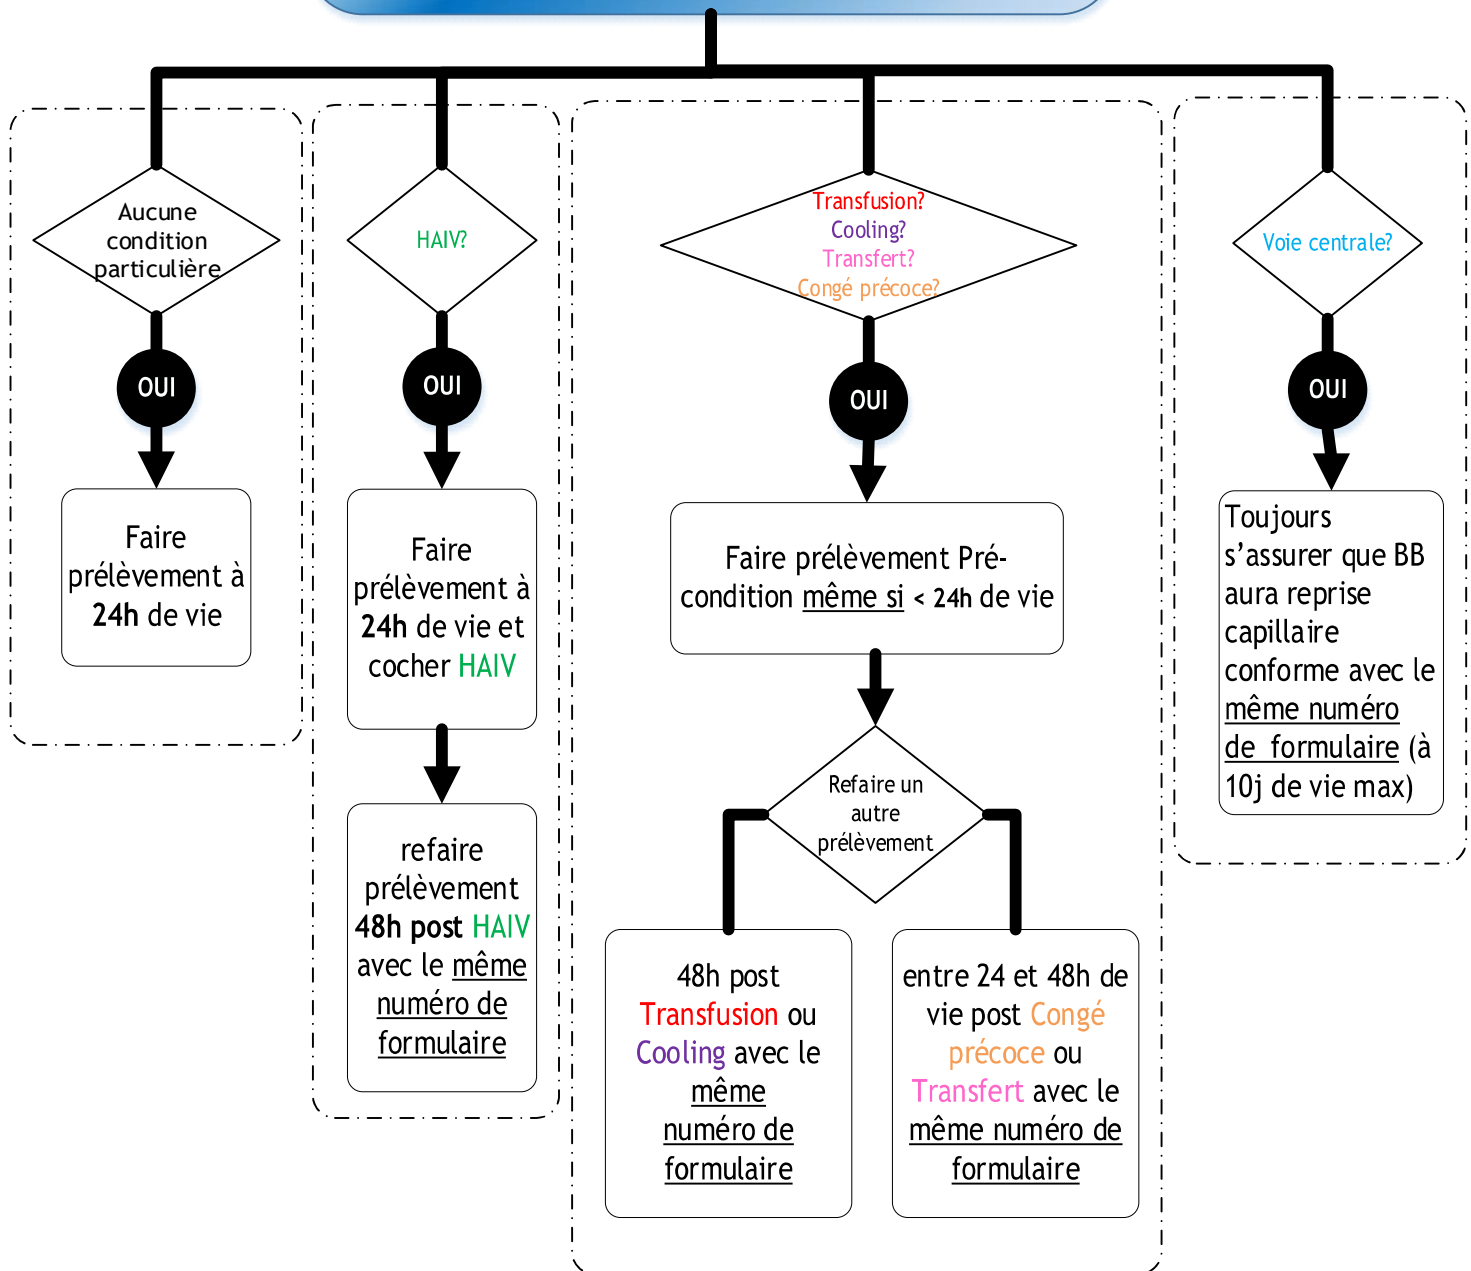 Aucune
condition
particulière
OUI
Faire
prélèvement à
24h de vie
HAIV?
OUI
Faire
prélèvement à
24h de vie et
cocher HAIV
refaire
prélèvement
48h post HAIV
avec le même
numéro de
formulaire
Transfusion?
Cooling?
Transfert?
Congé précoce?
OUI
Faire prélèvement Pré-
condition même si < 24h de vie
Refaire un
autre
prélèvement
48h post
Transfusion ou
Cooling avec le
même
numéro de
formulaire
entre 24 et 48h de
vie post Congé
précoce ou
Transfert avec le
même numéro de
formulaire
Voie centrale?
OUI
Toujours
s’assurer que BB
aura reprise
capillaire
conforme avec le
même numéro
de formulaire (à
10j de vie max)